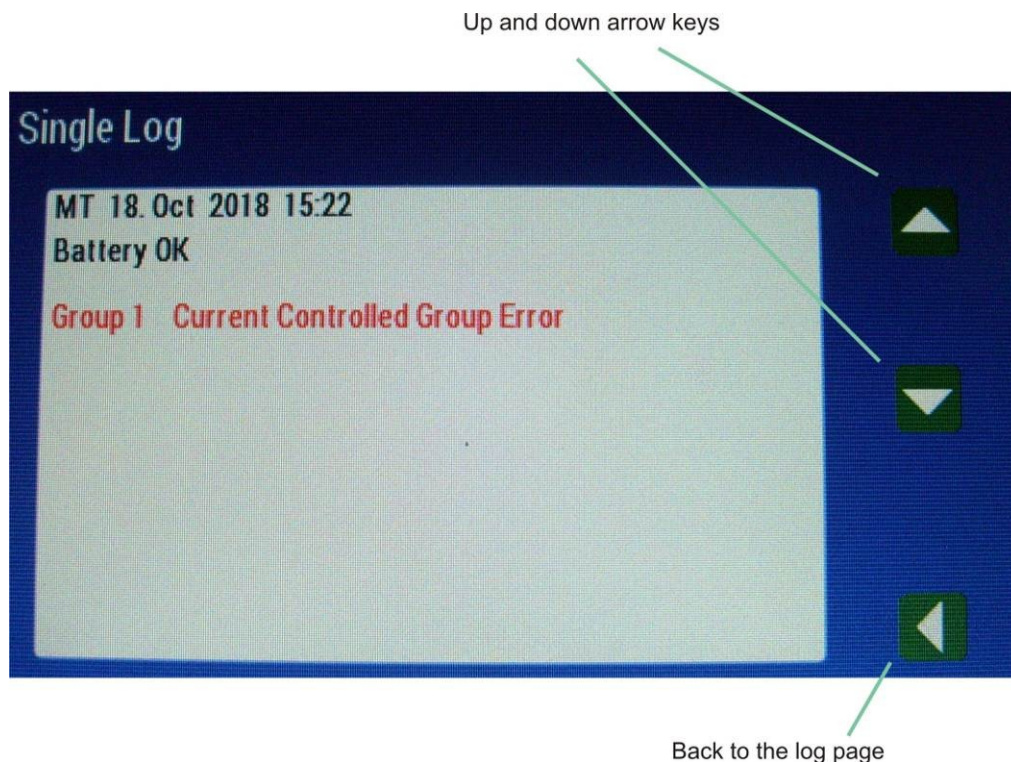 Up and down arrow keys
Single Log
MT 18. Oct 2018 15:22
Battery OK
Group 1 Current Controlled Group Error
Back to the log page